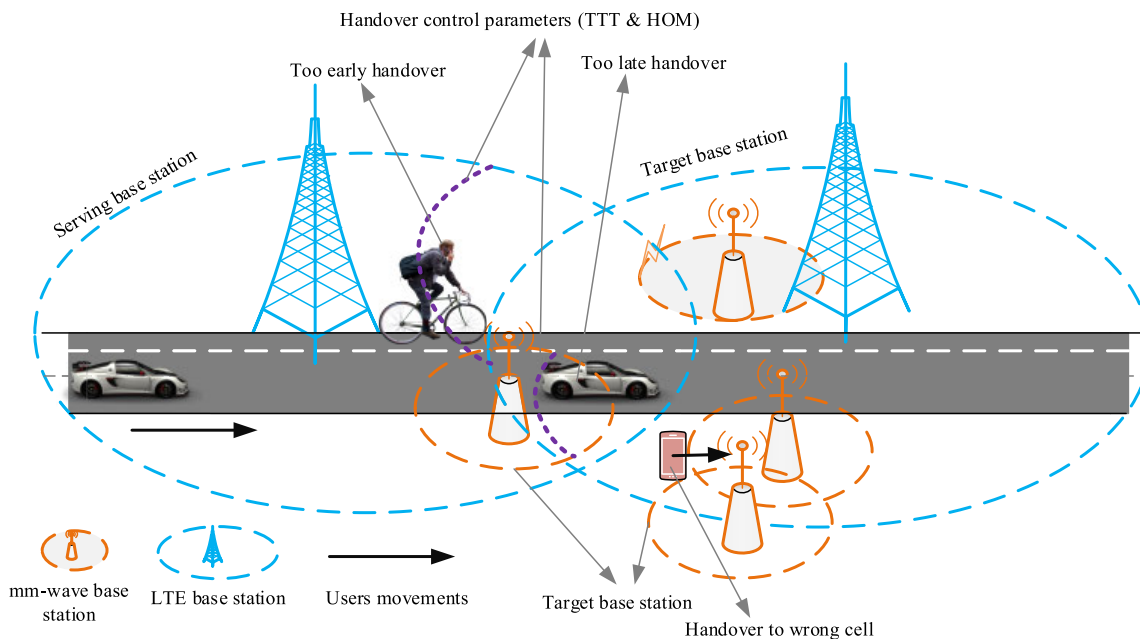 Handover control parameters (TTT & HOM)
Too early handover
Too late handover
Serving base station
Target base station
mm-wave base
station
LTE base station
Users movements
Target base station
Handover to wrong cell